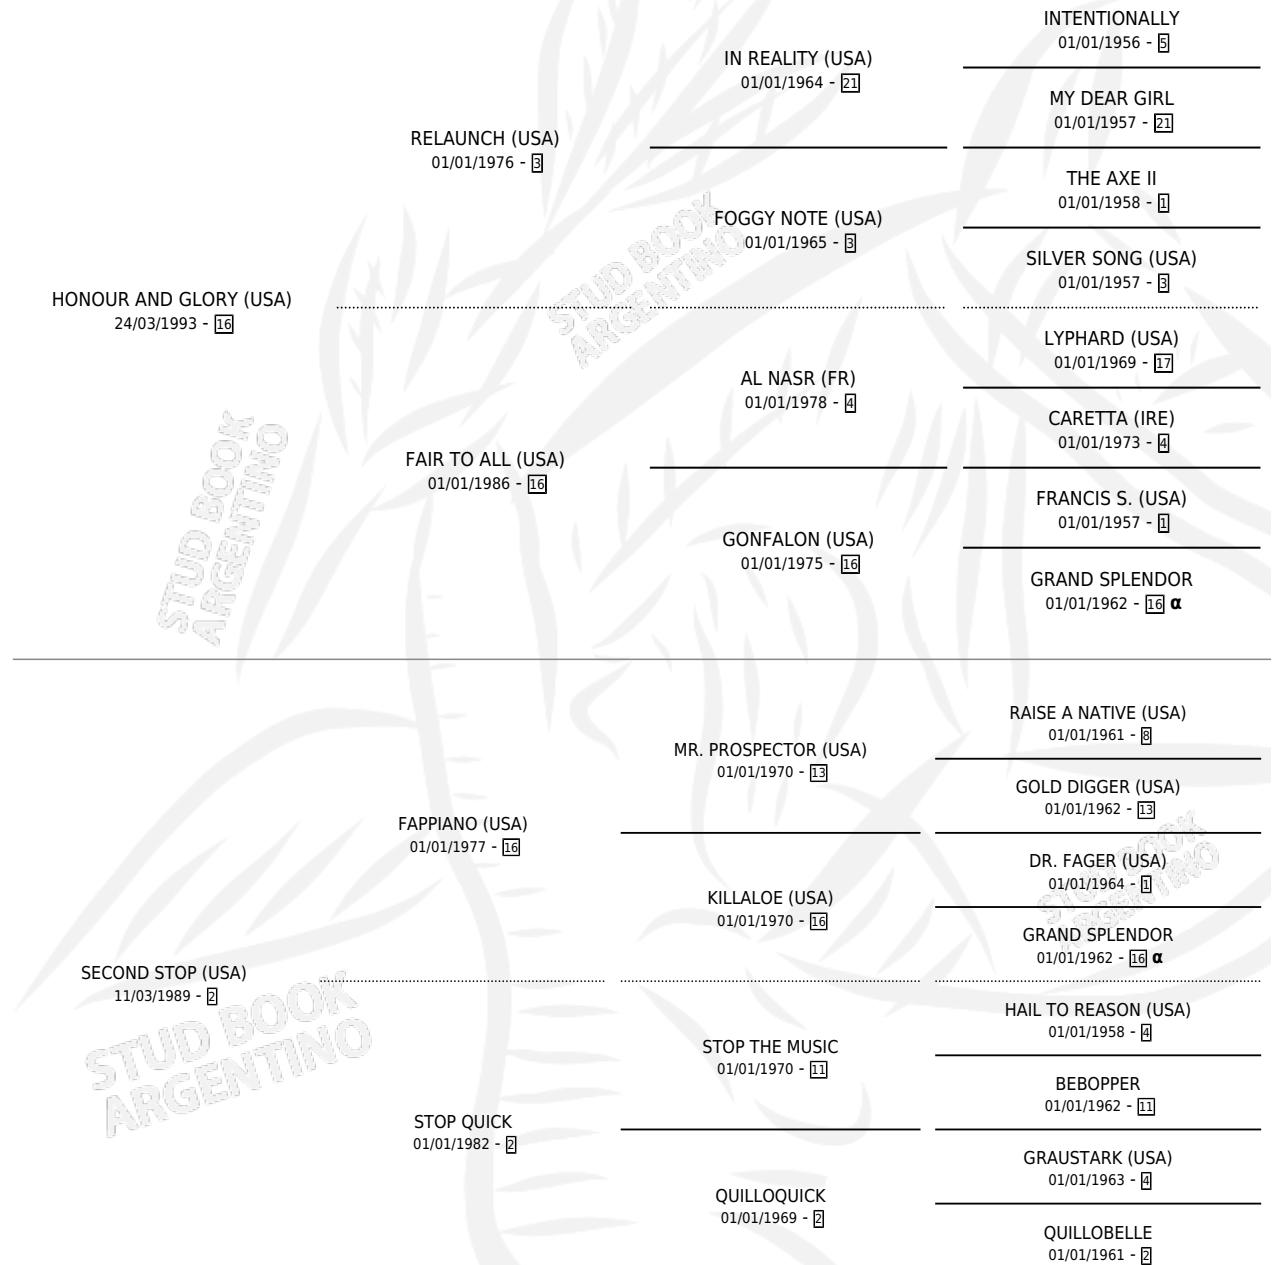 INTENTIONALLY
01/01/1956 - 5
IN REALITY (USA)
01/01/1964 - 21
MY DEAR GIRL
01/01/1957 - 21
RELAUNCH (USA)
01/01/1976 - 3
THE AXE II
01/01/1958 - 1
FOGGY NOTE (USA)
01/01/1965 - 3
SILVER SONG (USA)
01/01/1957 - 3
HONOUR AND GLORY (USA)
24/03/1993 - 16
LYPHARD (USA)
01/01/1969 - 17
AL NASR (FR)
01/01/1978 - 4
CARETTA (IRE)
01/01/1973 - 4
FAIR TO ALL (USA)
01/01/1986 - 16
FRANCIS S. (USA)
01/01/1957 - 1
GONFALON (USA)
01/01/1975 - 16
GRAND SPLENDOR
01/01/1962 - 16 α
RAISE A NATIVE (USA)
01/01/1961 - 8
MR. PROSPECTOR (USA)
01/01/1970 - 13
GOLD DIGGER (USA)
01/01/1962 - 13
FAPPIANO (USA)
01/01/1977 - 16
DR. FAGER (USA)
01/01/1964 - 1
KILLALOE (USA)
01/01/1970 - 16
GRAND SPLENDOR
01/01/1962 - 16 α
SECOND STOP (USA)
11/03/1989 - 2
HAIL TO REASON (USA)
01/01/1958 - 4
STOP THE MUSIC
01/01/1970 - 11
BEBOPPER
01/01/1962 - 11
STOP QUICK
01/01/1982 - 2
GRAUSTARK (USA)
01/01/1963 - 4
QUILLOQUICK
01/01/1969 - 2
QUILLOBELLE
01/01/1961 - 2
STUD BOOK
ARGENTINO
STUD BOOK
ARGENTINO
STUD BOOK
ARGENTINO
STUD BOOK
ARGENTINO